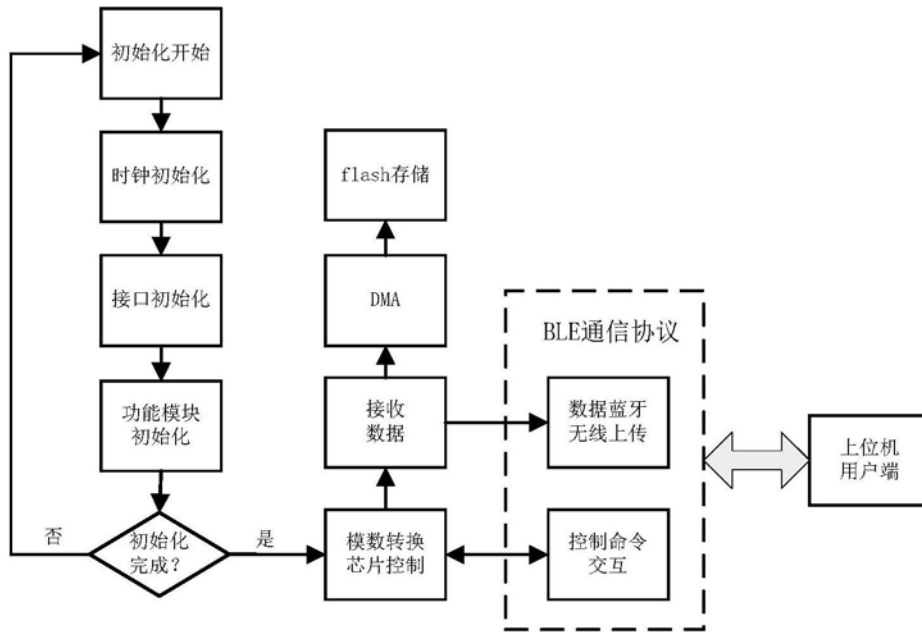 初始化开始
时钟初始化
接口初始化
功能模块
初始化
初始化
完成?
否
是
flash存储
DMA
接收
数据
模数转换
芯片控制
BLE通信协议
数据蓝牙
无线上传
控制命令
交互
上位机
用户端